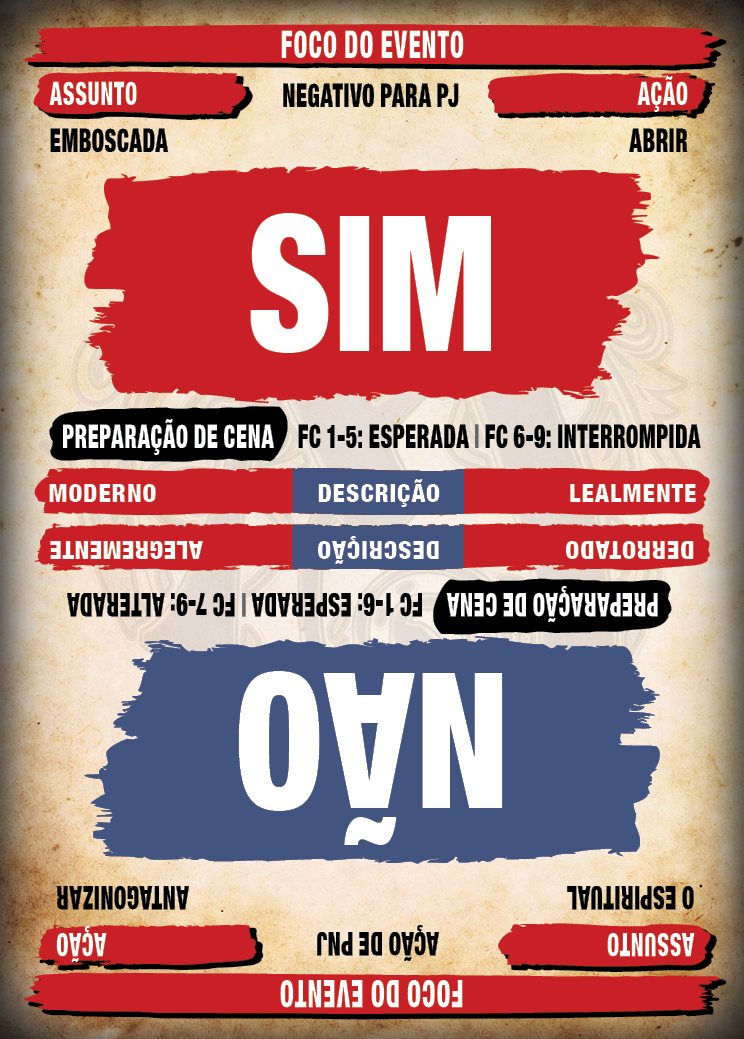 FOCO DO EVENTO
ASSUNTO NEGATIVO PARA PJ AÇÃO
EMBOSCADA ABRIR
SIM
PREPARAÇÃO DE CENA FC 1-5: ESPERADA | FC 6-9: INTERROMPIDA
MODERNO DESCRIÇÃO LEALMENTE
FOCO DO EVENTO
ASSUNTO AÇÃO DE PNJ AÇÃO
O ESPIRITUAL ANTAGONIZAR
NÃO
PREPARAÇÃO DE CENA FC 1-6: ESPERADA | FC 7-9: ALTERADA
DERROTADO DESCRIÇÃO ALEGREMENTE